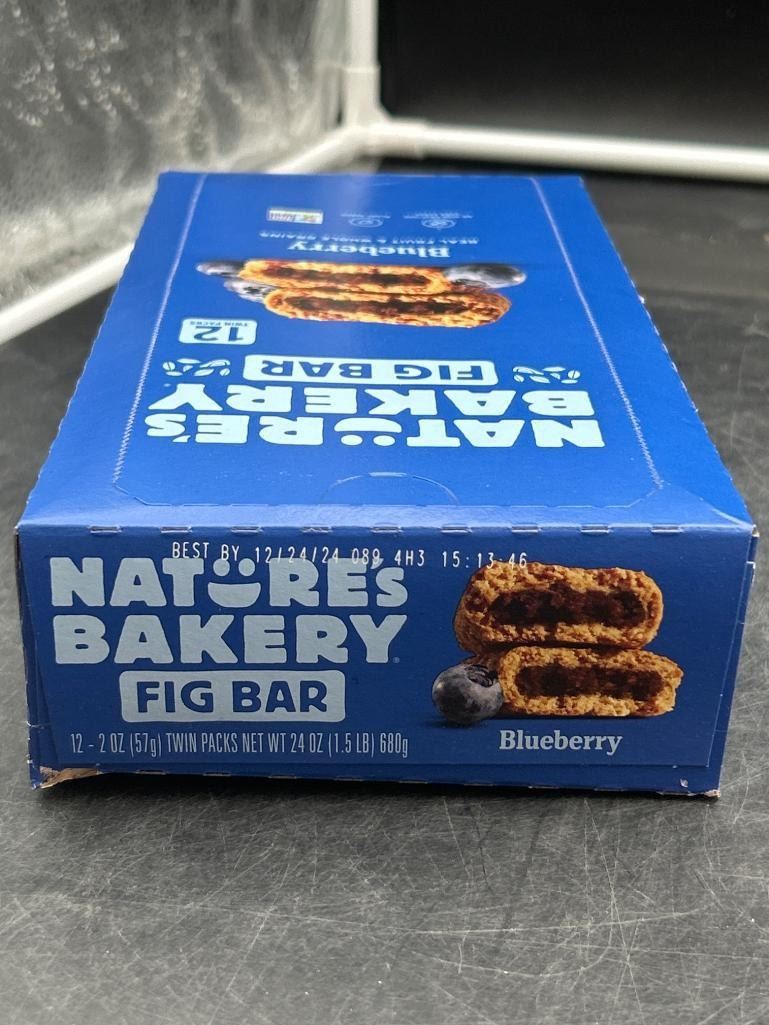 Blueberry
REAL FRUIT & WHOLE GRAINS
12
TWIN PACKS
FIG BAR
NATURE'S
BAKERY
BEST BY 12/24/24 089 4H3 15:13:46
NATURE'S
BAKERY®
FIG BAR
12 - 2 OZ (57g) TWIN PACKS NET WT 24 OZ (1.5 LB) 680g
Blueberry